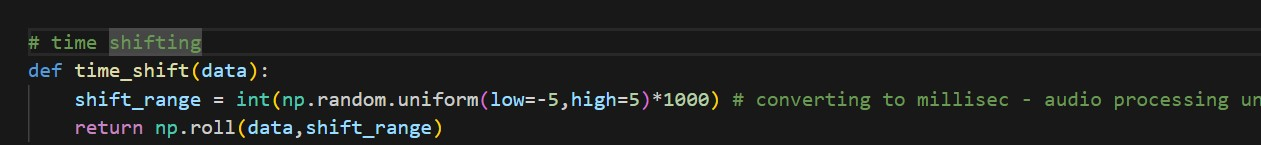 # time shifting
def time_shift(data):
    shift_range = int(np.random.uniform(low=-5,high=5)*1000) # converting to millisec - audio processing
    return np.roll(data,shift_range)